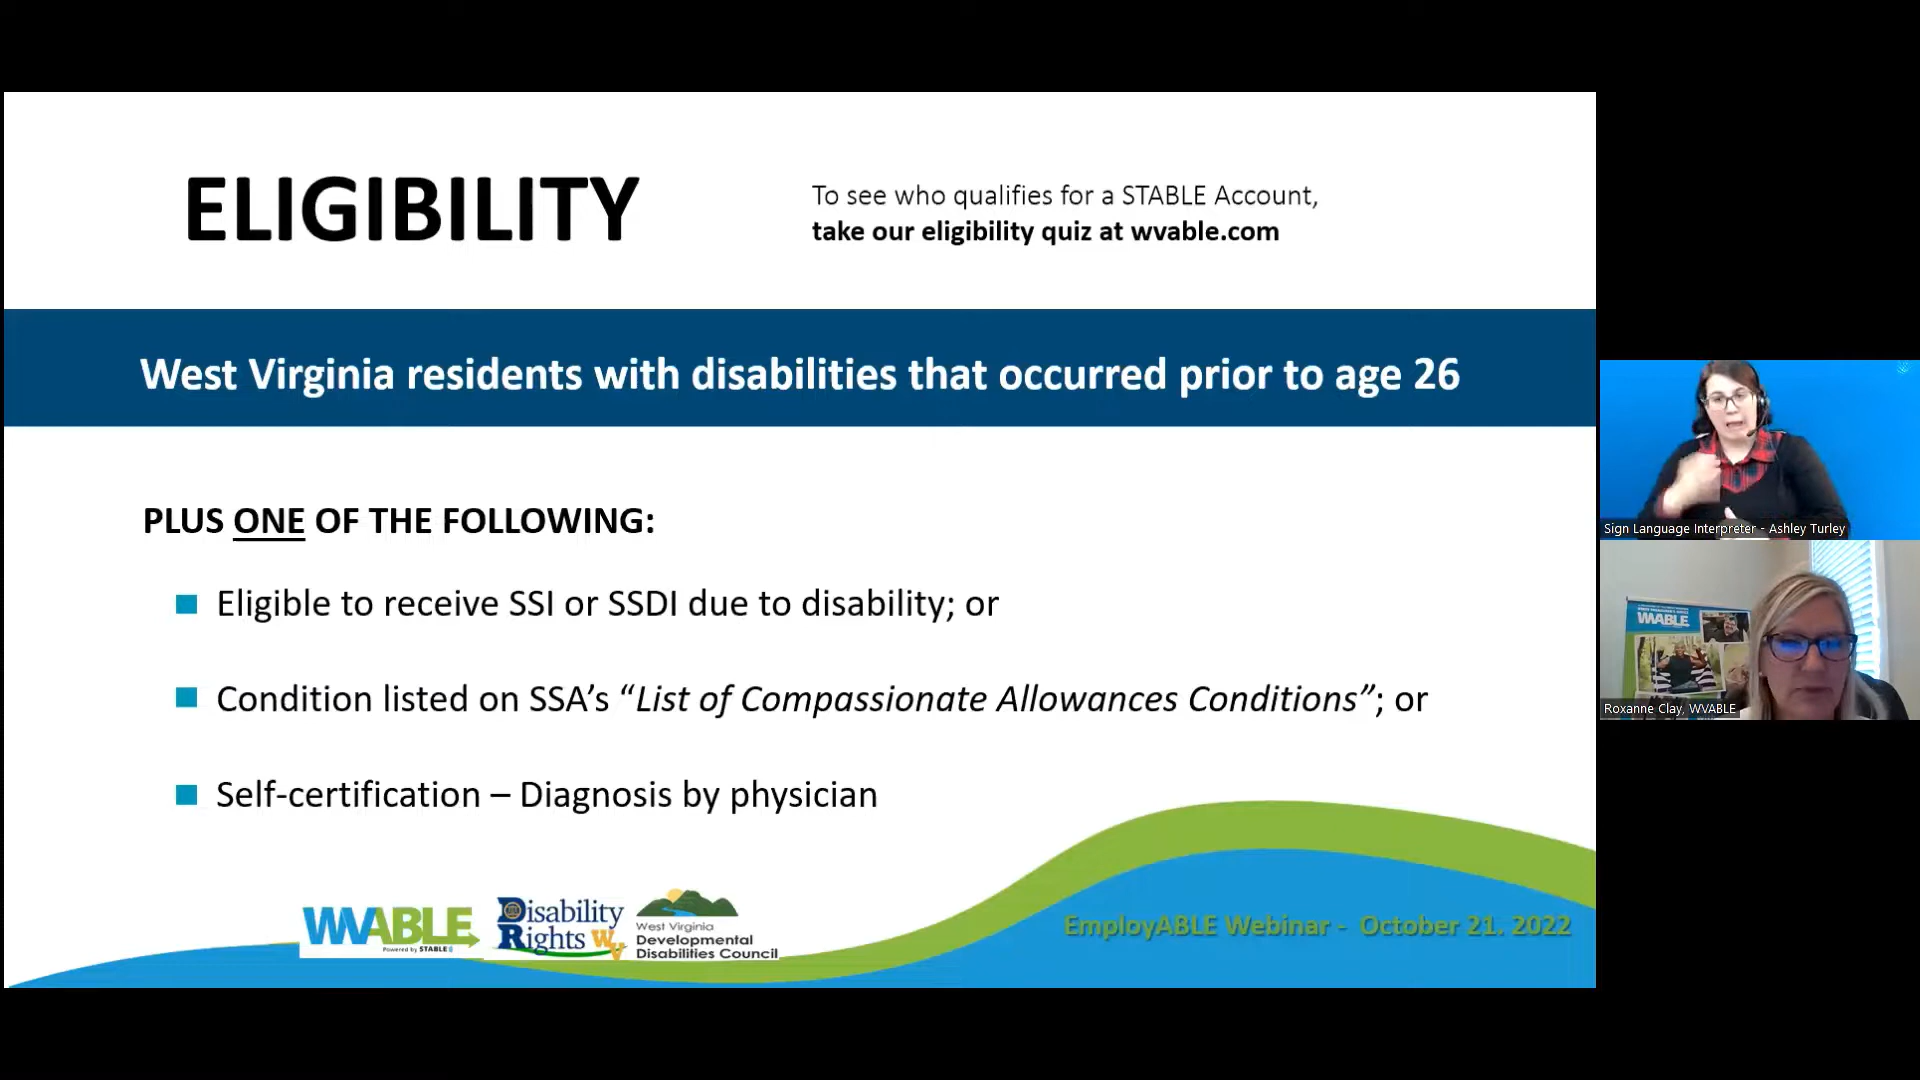 ELIGIBILITY
To see who qualifies for a STABLE Account,
take our eligibility quiz at wvable.com
West Virginia residents with disabilities that occurred prior to age 26
PLUS ONE OF THE FOLLOWING:
Eligible to receive SSI or SSDI due to disability; or
Condition listed on SSA’s “List of Compassionate Allowances Conditions”; or
Self-certification – Diagnosis by physician
WVABLE
Powered by STABLE
Disability
Rights WV
West Virginia
Developmental
Disabilities Council
EmployABLE Webinar - October 21, 2022
Sign Language Interpreter - Ashley Turley
WVABLE
Roxanne Clay, WVABLE